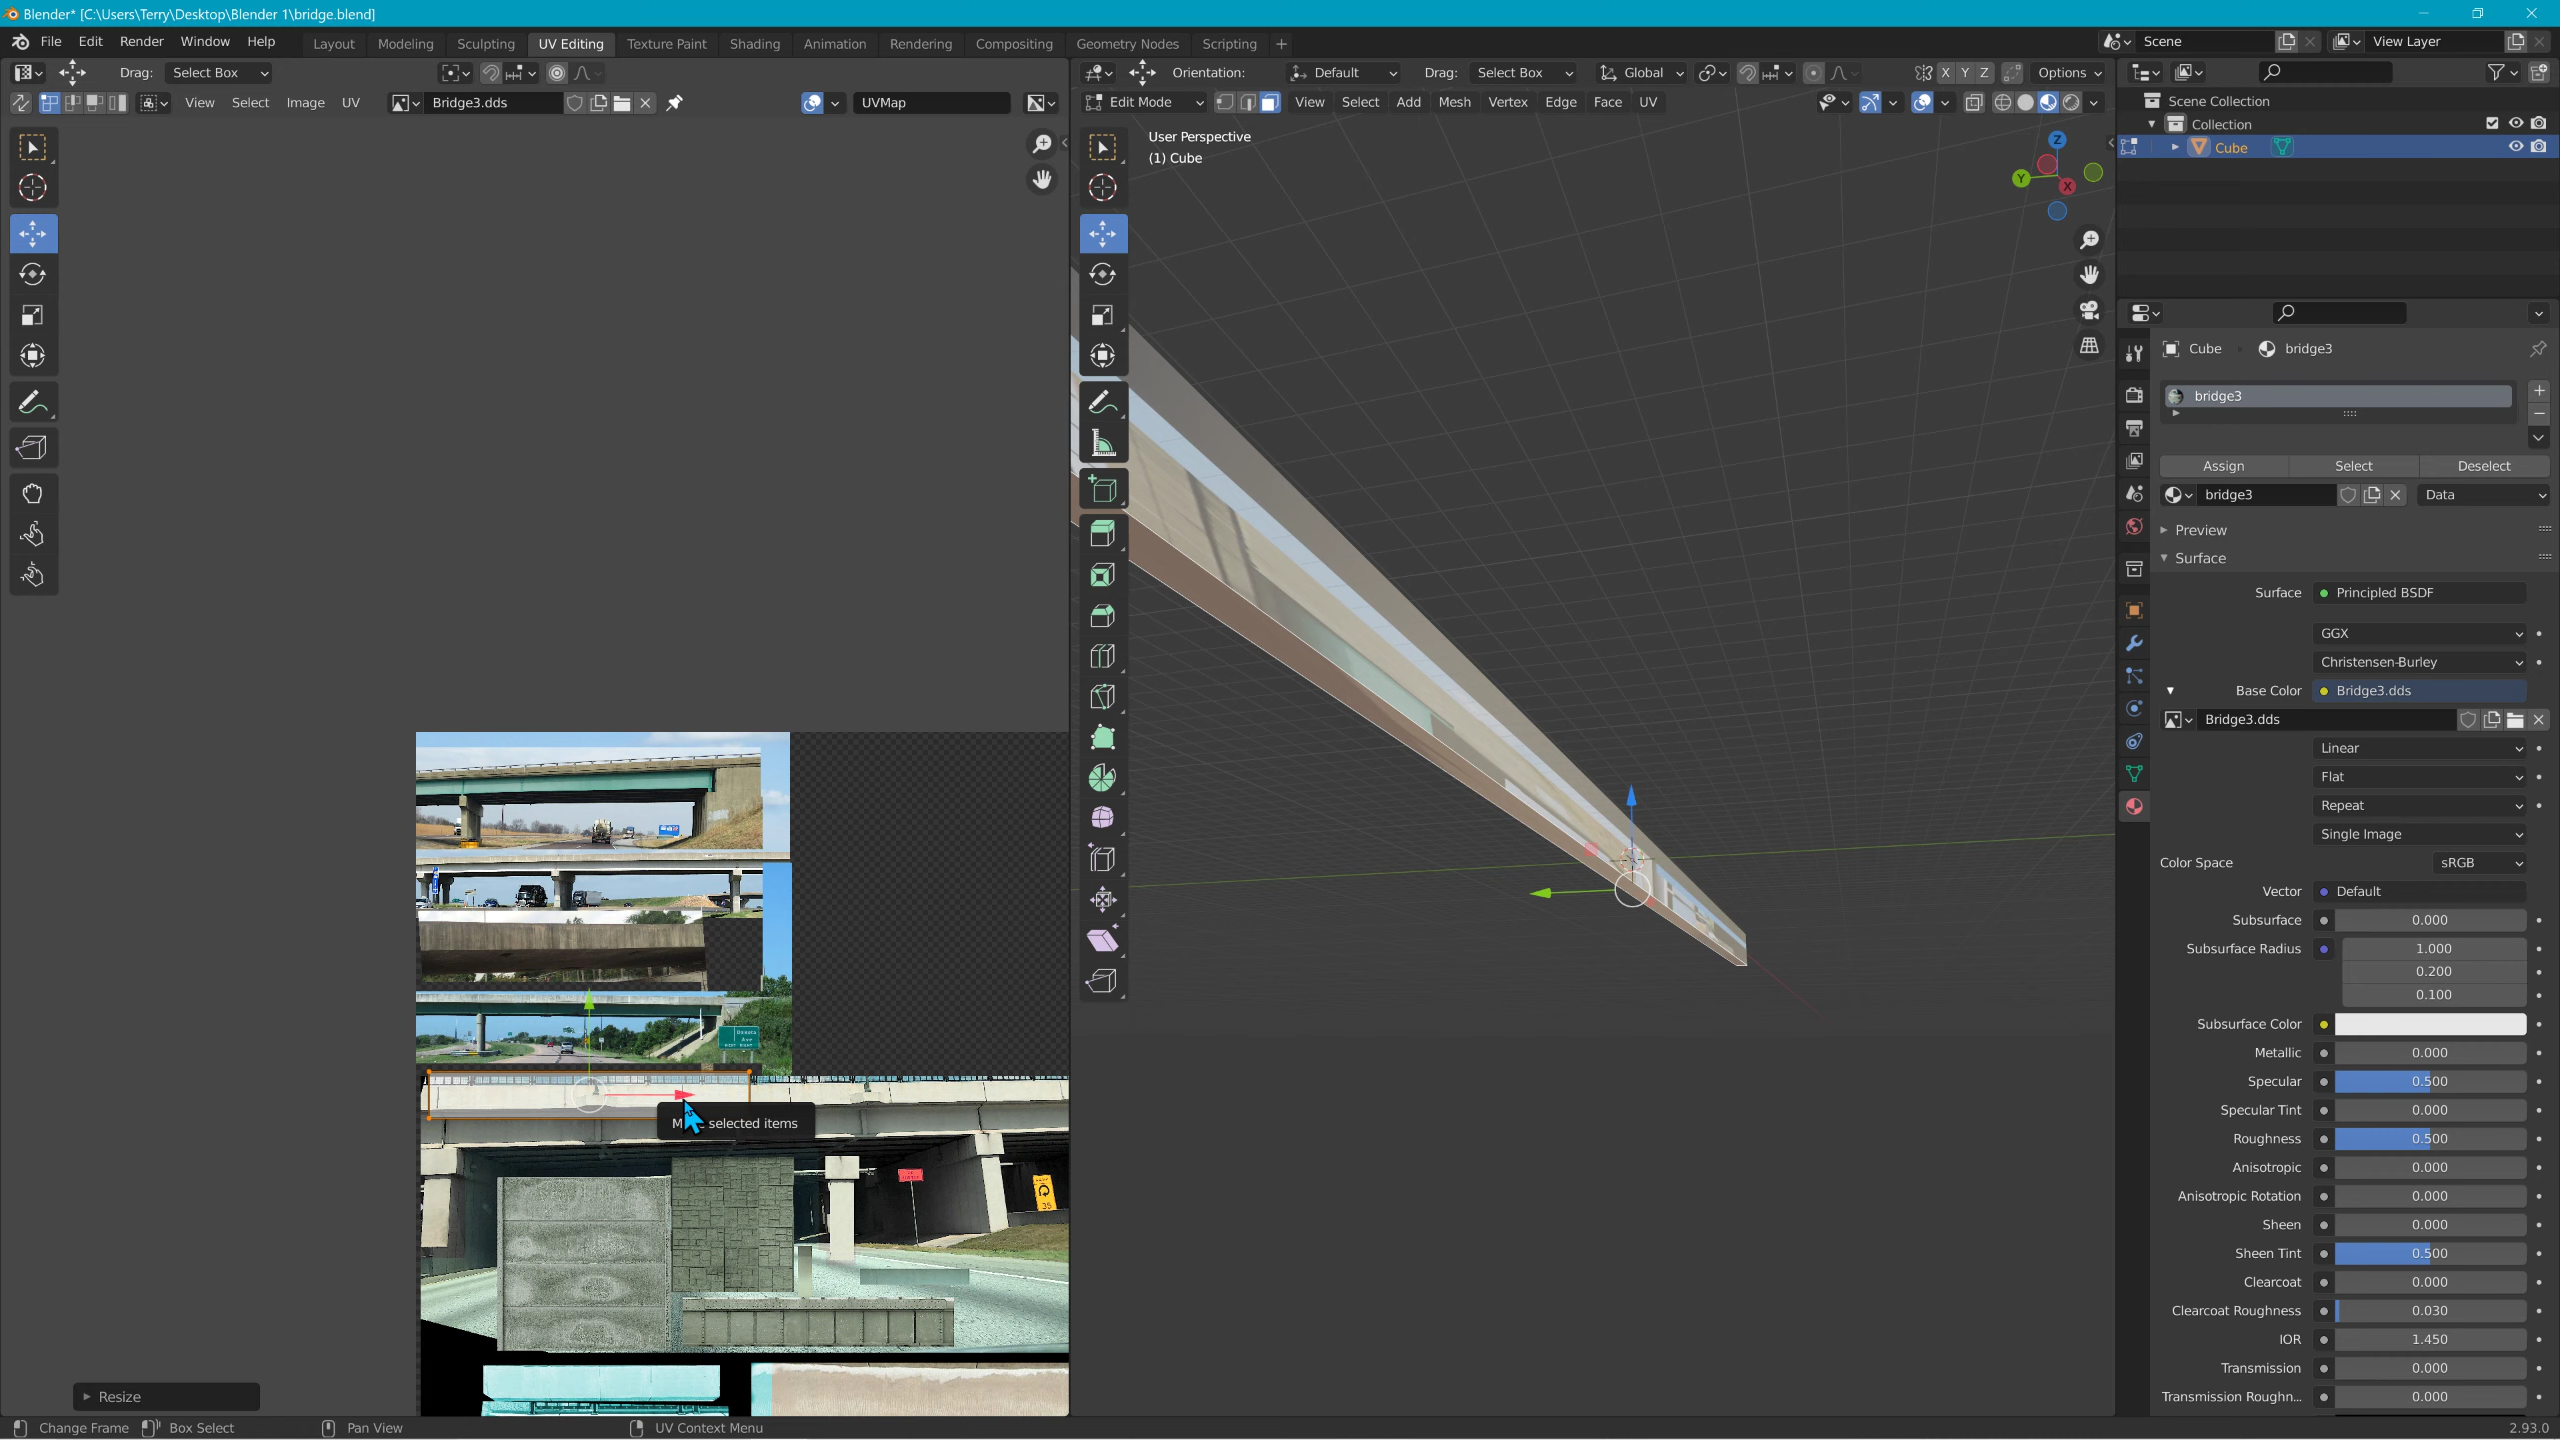 Blender* [C:\Users\Terry\Desktop\Blender 1\bridge.blend]
File Edit Render Window Help Layout Modeling Sculpting UV Editing Texture Paint Shading Animation Rendering Compositing Geometry Nodes Scripting + Scene View Layer
Drag: Select Box Orientation: Default Drag: Select Box Global X Y Z Options
View Select Image UV Bridge3.dds UVMap Edit Mode View Select Add Mesh Vertex Edge Face UV
Scene Collection
Collection
Cube
User Perspective
(1) Cube
Z
Y
X
Cube bridge3
bridge3
Assign Select Deselect
bridge3 Data
Preview
Surface
Surface Principled BSDF
GGX
Christensen-Burley
Base Color Bridge3.dds
Bridge3.dds
Linear
Flat
Repeat
Single Image
Color Space sRGB
Vector Default
Subsurface 0.000
Subsurface Radius 1.000
0.200
0.100
Subsurface Color
Metallic 0.000
Specular 0.500
Specular Tint 0.000
Roughness 0.500
Anisotropic 0.000
Anisotropic Rotation 0.000
Sheen 0.000
Sheen Tint 0.500
Clearcoat 0.000
Clearcoat Roughness 0.030
IOR 1.450
Transmission 0.000
Transmission Roughn... 0.000
selected items
35
Resize
Change Frame Box Select Pan View UV Context Menu 2.93.0